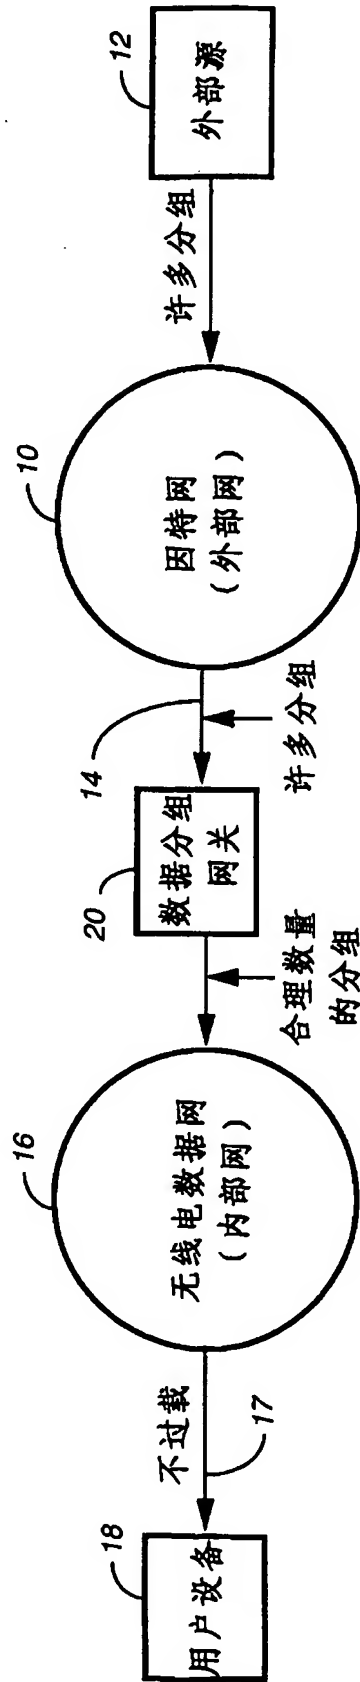 18
用户设备
不过载
17
16
无线电数据网
（内部网）
合理数量
的分组
20
数据分组
网关
14
许多分组
10
因特网
（外部网）
许多分组
12
外部源